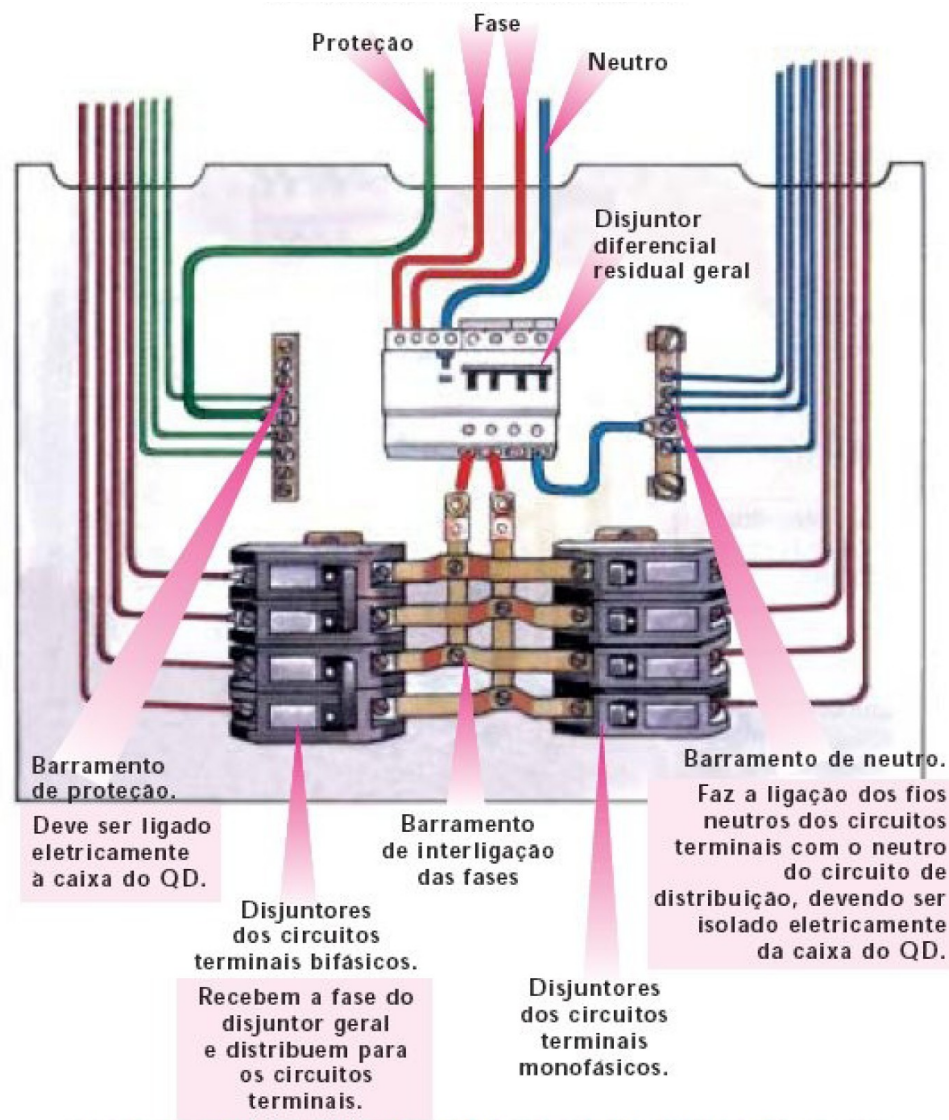 Proteção
Fase
Neutro
Disjuntor
diferencial
residual geral
Barramento
de proteção.
Deve ser ligado
eletricamente
à caixa do QD.
Disjuntores
dos circuitos
terminais bifásicos.
Recebem a fase do
disjuntor geral
e distribuem para
os circuitos
terminais.
Barramento
de interligação
das fases
Disjuntores
dos circuitos
terminais
monofásicos.
Barramento de neutro.
Faz a ligação dos fios
neutros dos circuitos
terminais com o neutro
do circuito de
distribuição, devendo ser
isolado eletricamente
da caixa do QD.